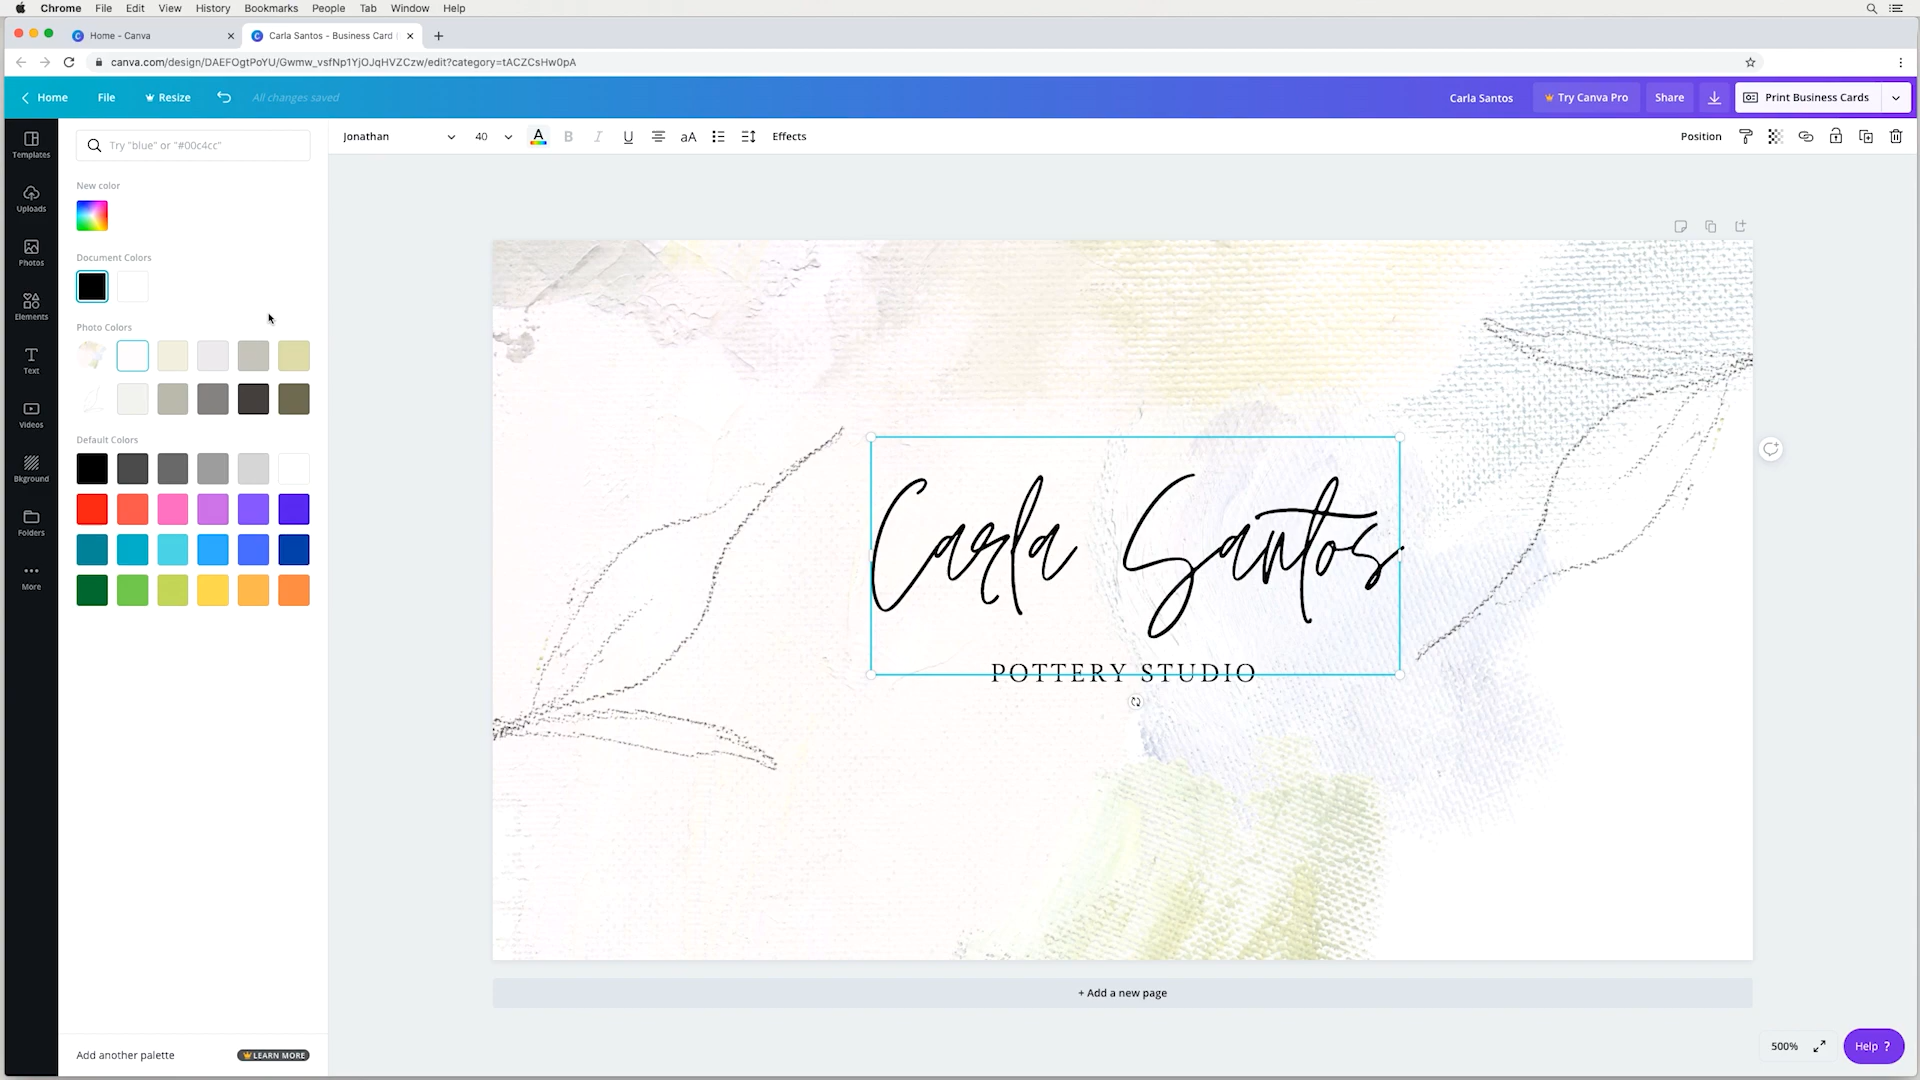 Chrome File Edit View History Bookmarks People Tab Window Help
Home - Canva
Carla Santos - Business Card
canva.com/design/DAEFOgtPoYU/Gwmw_vsfNp1YjOJqHVZCzw/edit?category=tACZCsHw0pA
Home File Resize All changes saved Carla Santos Try Canva Pro Share Print Business Cards
Try "blue" or "#00c4cc"
Jonathan 40 A B I U aA Effects Position
Templates
Uploads
Photos
Elements
Text
Videos
Bkground
Folders
More
New color
Document Colors
Photo Colors
Default Colors
Add another palette LEARN MORE
Carla Santos
POTTERY STUDIO
+ Add a new page
500% Help ?